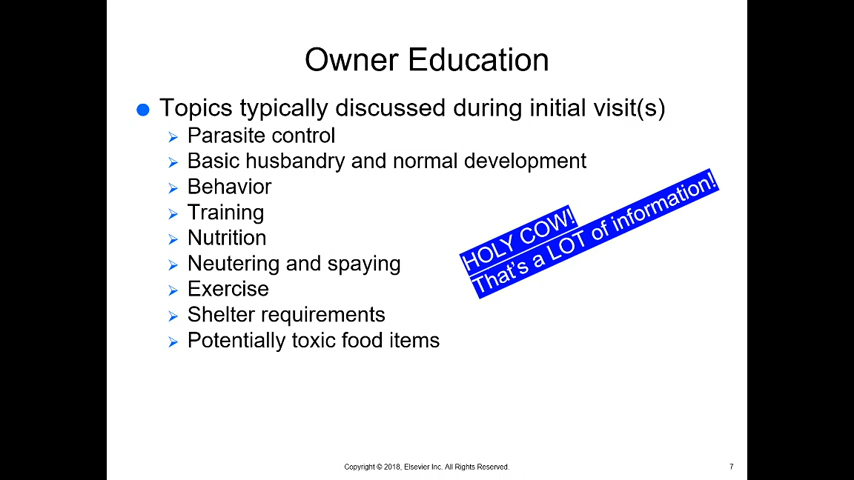 Owner Education
Topics typically discussed during initial visit(s)
Parasite control
Basic husbandry and normal development
Behavior
Training
Nutrition
Neutering and spaying
Exercise
Shelter requirements
Potentially toxic food items
HOLY COW!
That's a LOT of information!
Copyright © 2018, Elsevier Inc. All Rights Reserved.
7